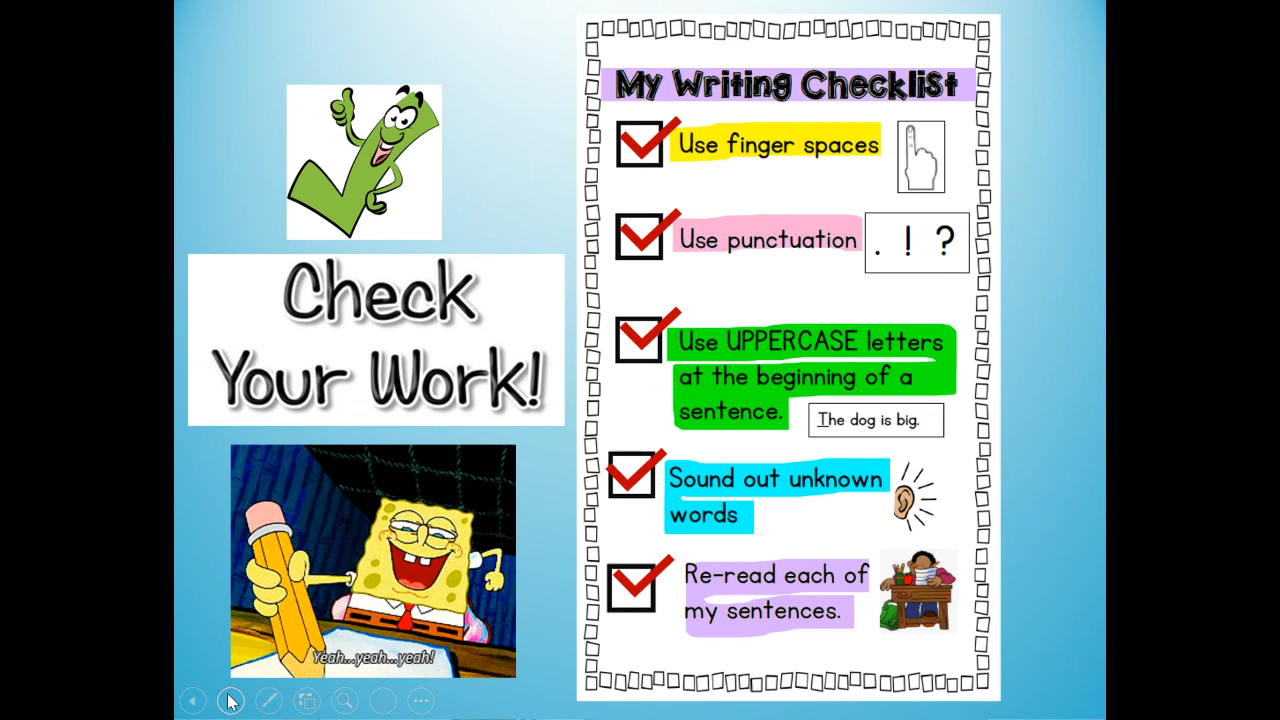 Check
Your Work!
Yeah...yeah...yeah!
My Writing Checklist
Use finger spaces
Use punctuation
. ! ?
Use UPPERCASE letters
at the beginning of a
sentence.
The dog is big.
Sound out unknown
words
Re-read each of
my sentences.